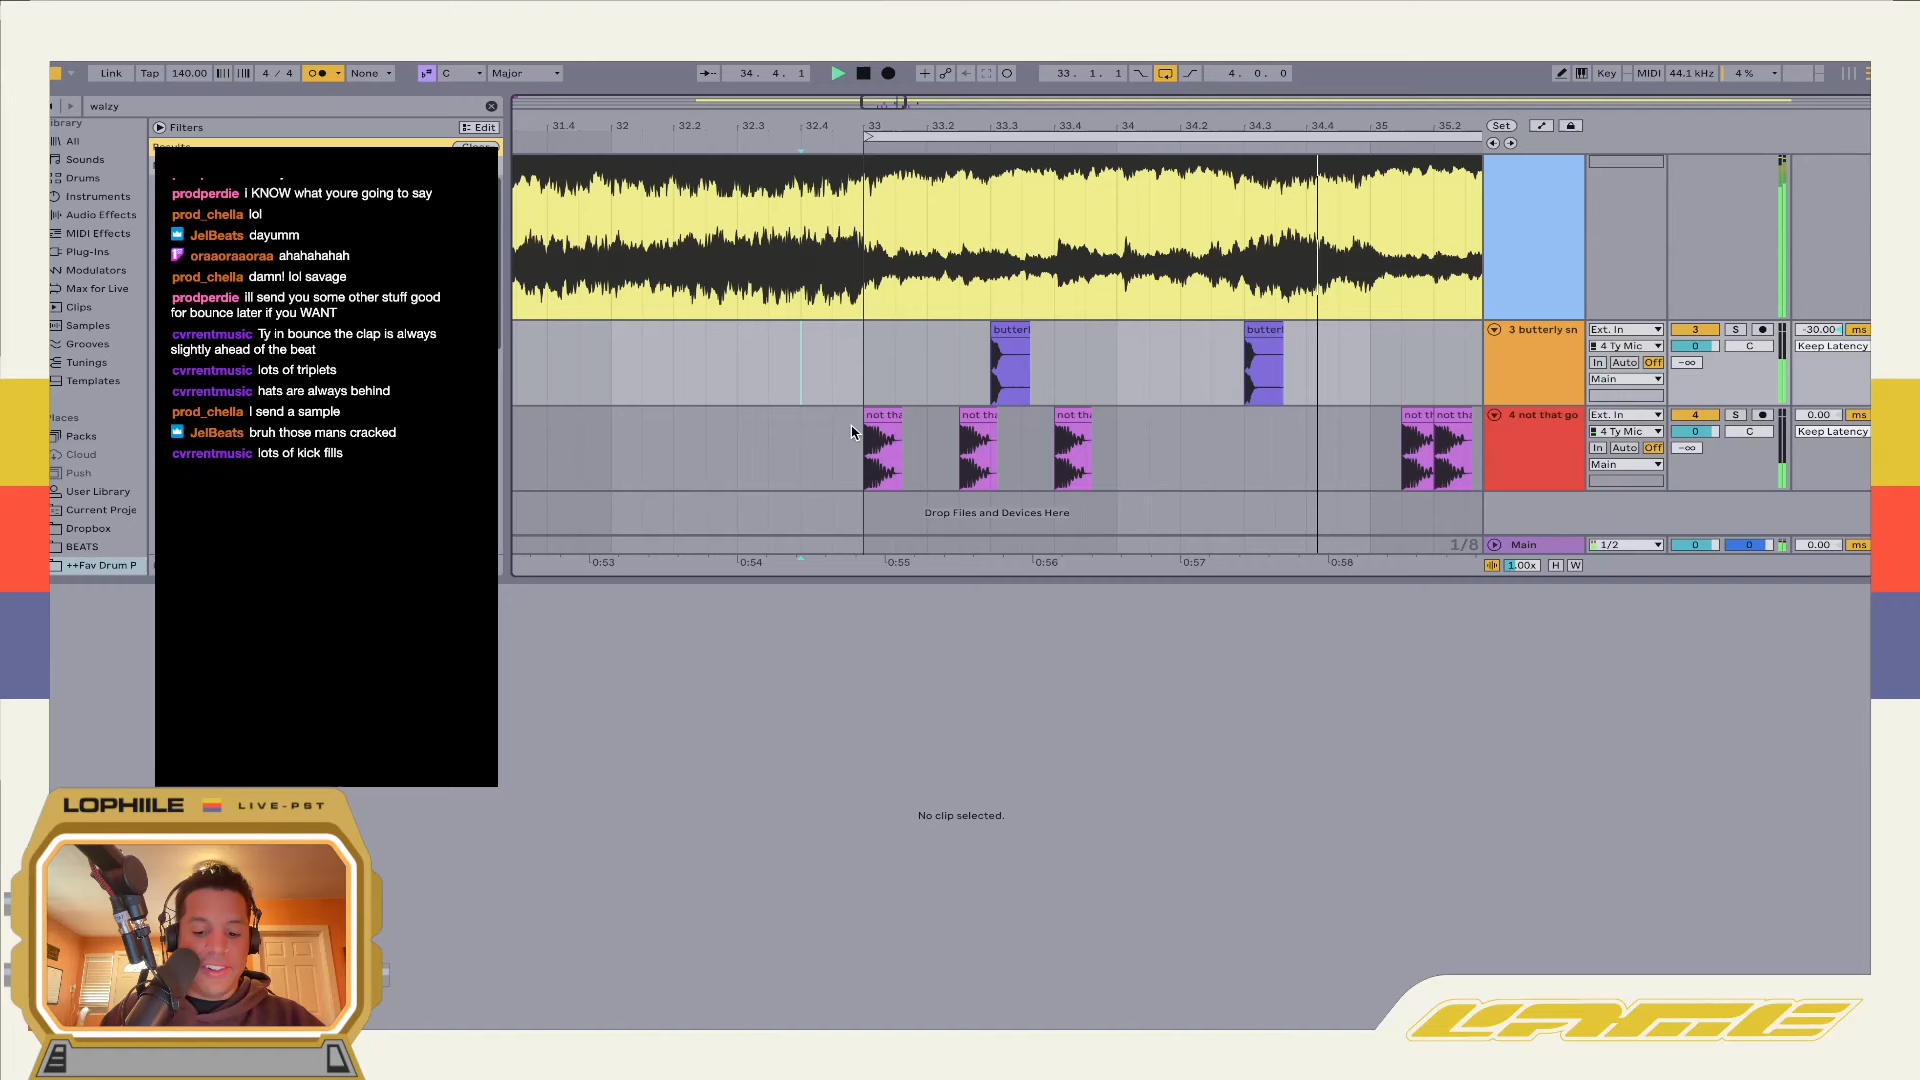 Link Tap 140.00 4 / 4 None C Major 34. 4. 1 33. 1. 1 4. 0. 0 Key MIDI 44.1 kHz 4 %
walzy
Filters Edit
All
Sounds
Drums
Instruments
Audio Effects
MIDI Effects
Plug-Ins
Modulators
Max for Live
Clips
Samples
Grooves
Tunings
Templates
Packs
Cloud
Push
User Library
Current Proje
Dropbox
BEATS
++Fav Drum P
prodperdie i KNOW what youre going to say
prod_chella lol
JelBeats dayumm
oraaoraaoraa ahahahahah
prod_chella damn! lol savage
prodperdie ill send you some other stuff good
for bounce later if you WANT
cvrrentmusic Ty in bounce the clap is always
slightly ahead of the beat
cvrrentmusic lots of triplets
cvrrentmusic hats are always behind
prod_chella I send a sample
JelBeats bruh those mans cracked
cvrrentmusic lots of kick fills
31.4 32 32.2 32.3 32.4 33 33.2 33.3 33.4 34 34.2 34.3 34.4 35 35.2 Set
butterl butterl 3 butterly sn Ext. In 3 S -30.00 ms
4 Ty Mic 0 C Keep Latency
In Auto Off -∞
Main
not tha not tha not tha not th not tha 4 not that go Ext. In 4 S 0.00 ms
4 Ty Mic 0 C Keep Latency
In Auto Off -∞
Main
Drop Files and Devices Here
1/8 Main 1/2 0 0 0.00 ms
0:53 0:54 0:55 0:56 0:57 0:58 1.00x H W
No clip selected.
LOPHIILE LIVE-PST